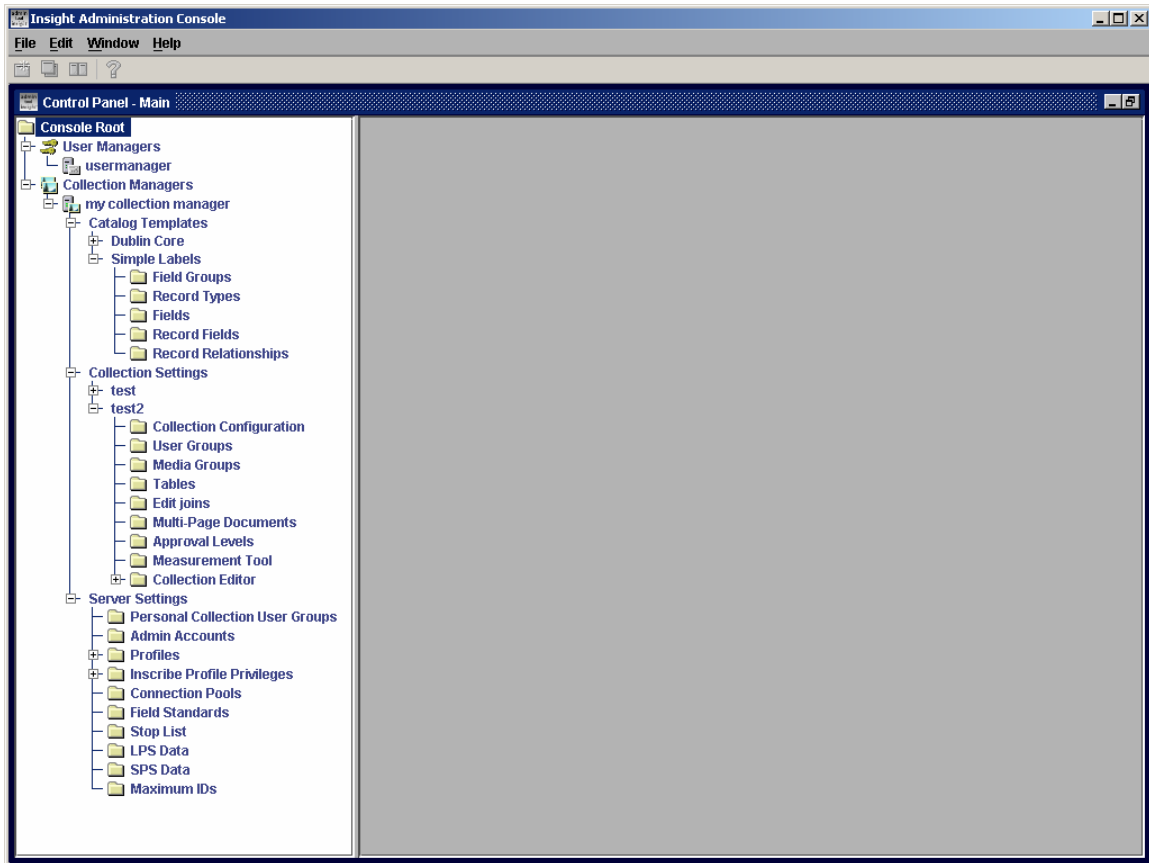 Insight Administration Console
File Edit Window Help
Control Panel - Main
Console Root
User Managers
usermanager
Collection Managers
my collection manager
Catalog Templates
Dublin Core
Simple Labels
Field Groups
Record Types
Fields
Record Fields
Record Relationships
Collection Settings
test
test2
Collection Configuration
User Groups
Media Groups
Tables
Edit joins
Multi-Page Documents
Approval Levels
Measurement Tool
Collection Editor
Server Settings
Personal Collection User Groups
Admin Accounts
Profiles
Inscribe Profile Privileges
Connection Pools
Field Standards
Stop List
LPS Data
SPS Data
Maximum IDs